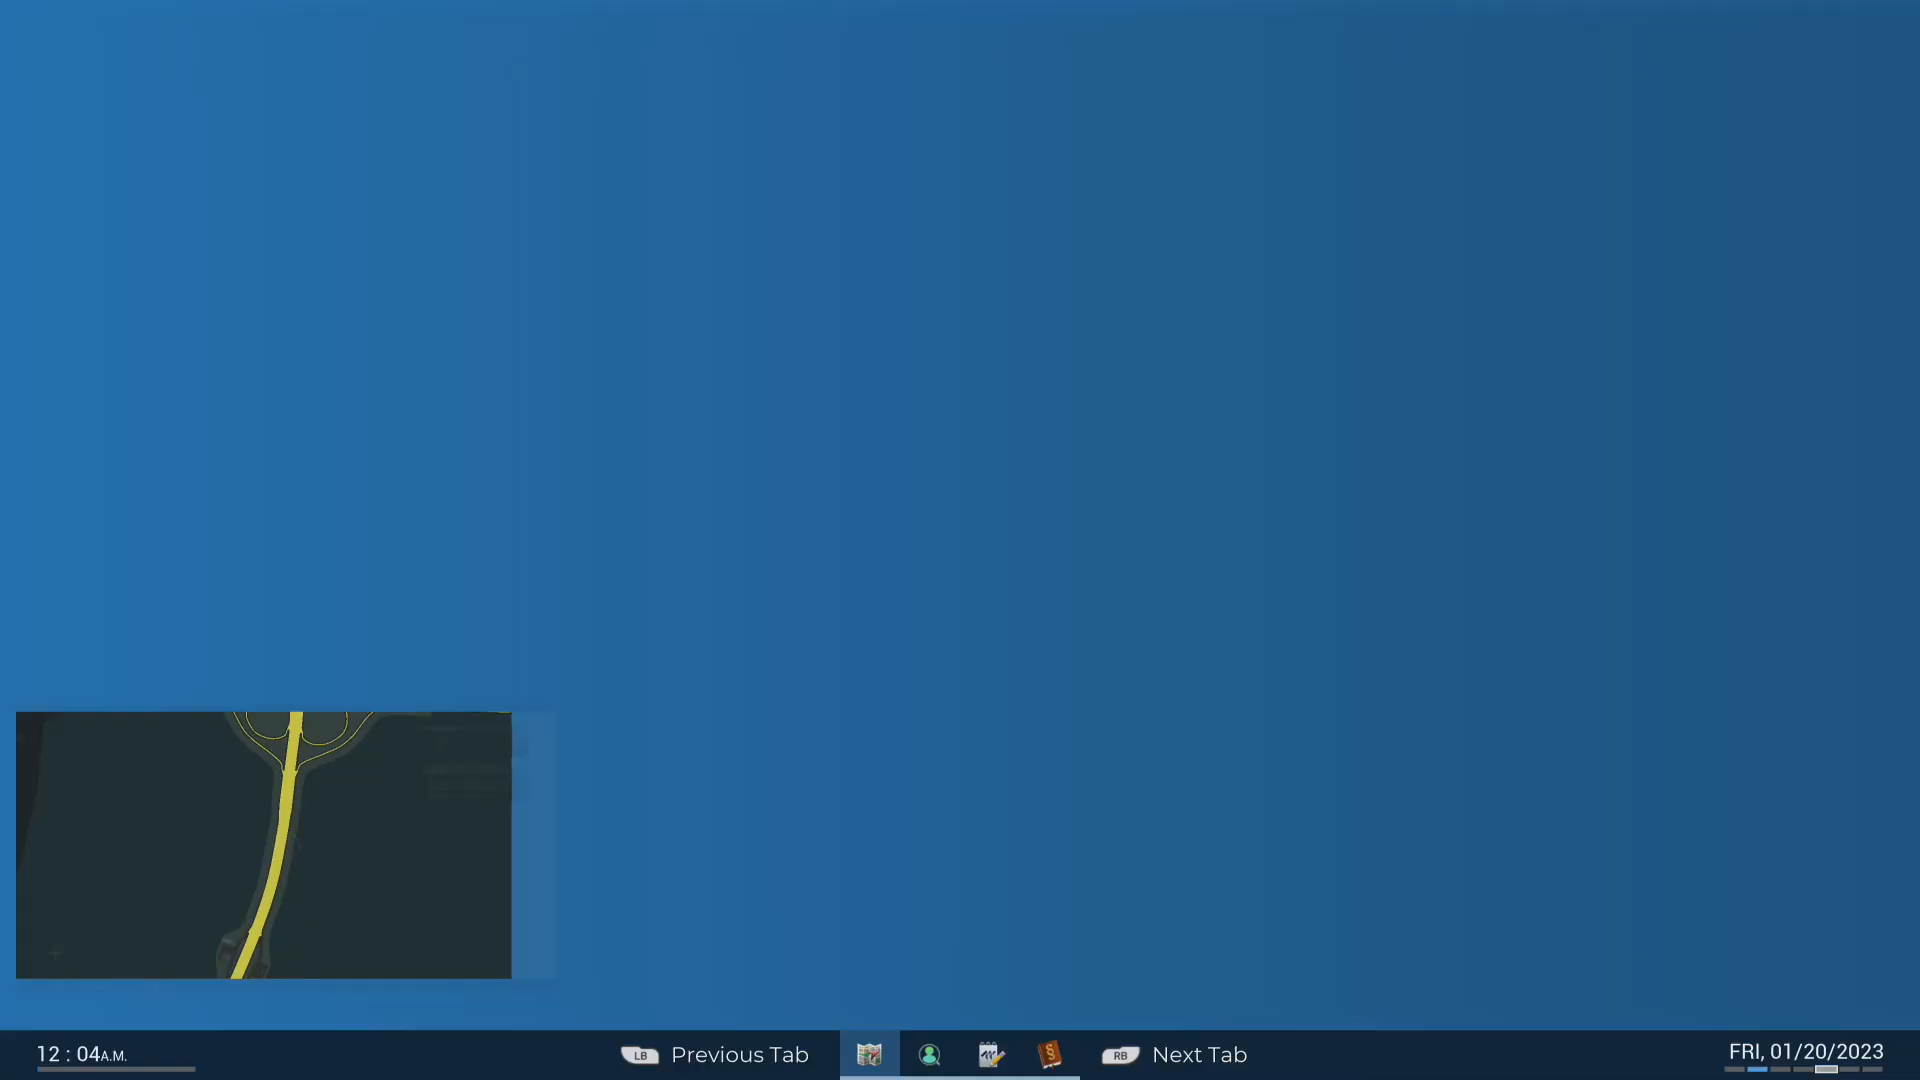 12 : 04A.M.
LB Previous Tab
§
RB Next Tab
FRI, 01/20/2023